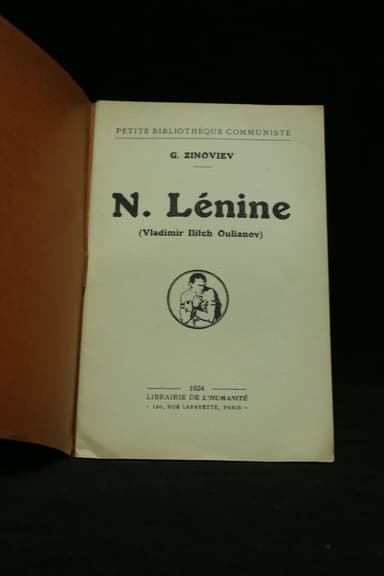 PETITE BIBLIOTHÈQUE COMMUNISTE
G. ZINOVIEV
N. Lénine
(Vladimir Ilitch Oulianov)
1924
LIBRAIRIE DE L'HUMANITÉ
- 120, RUE LAFAYETTE, PARIS -